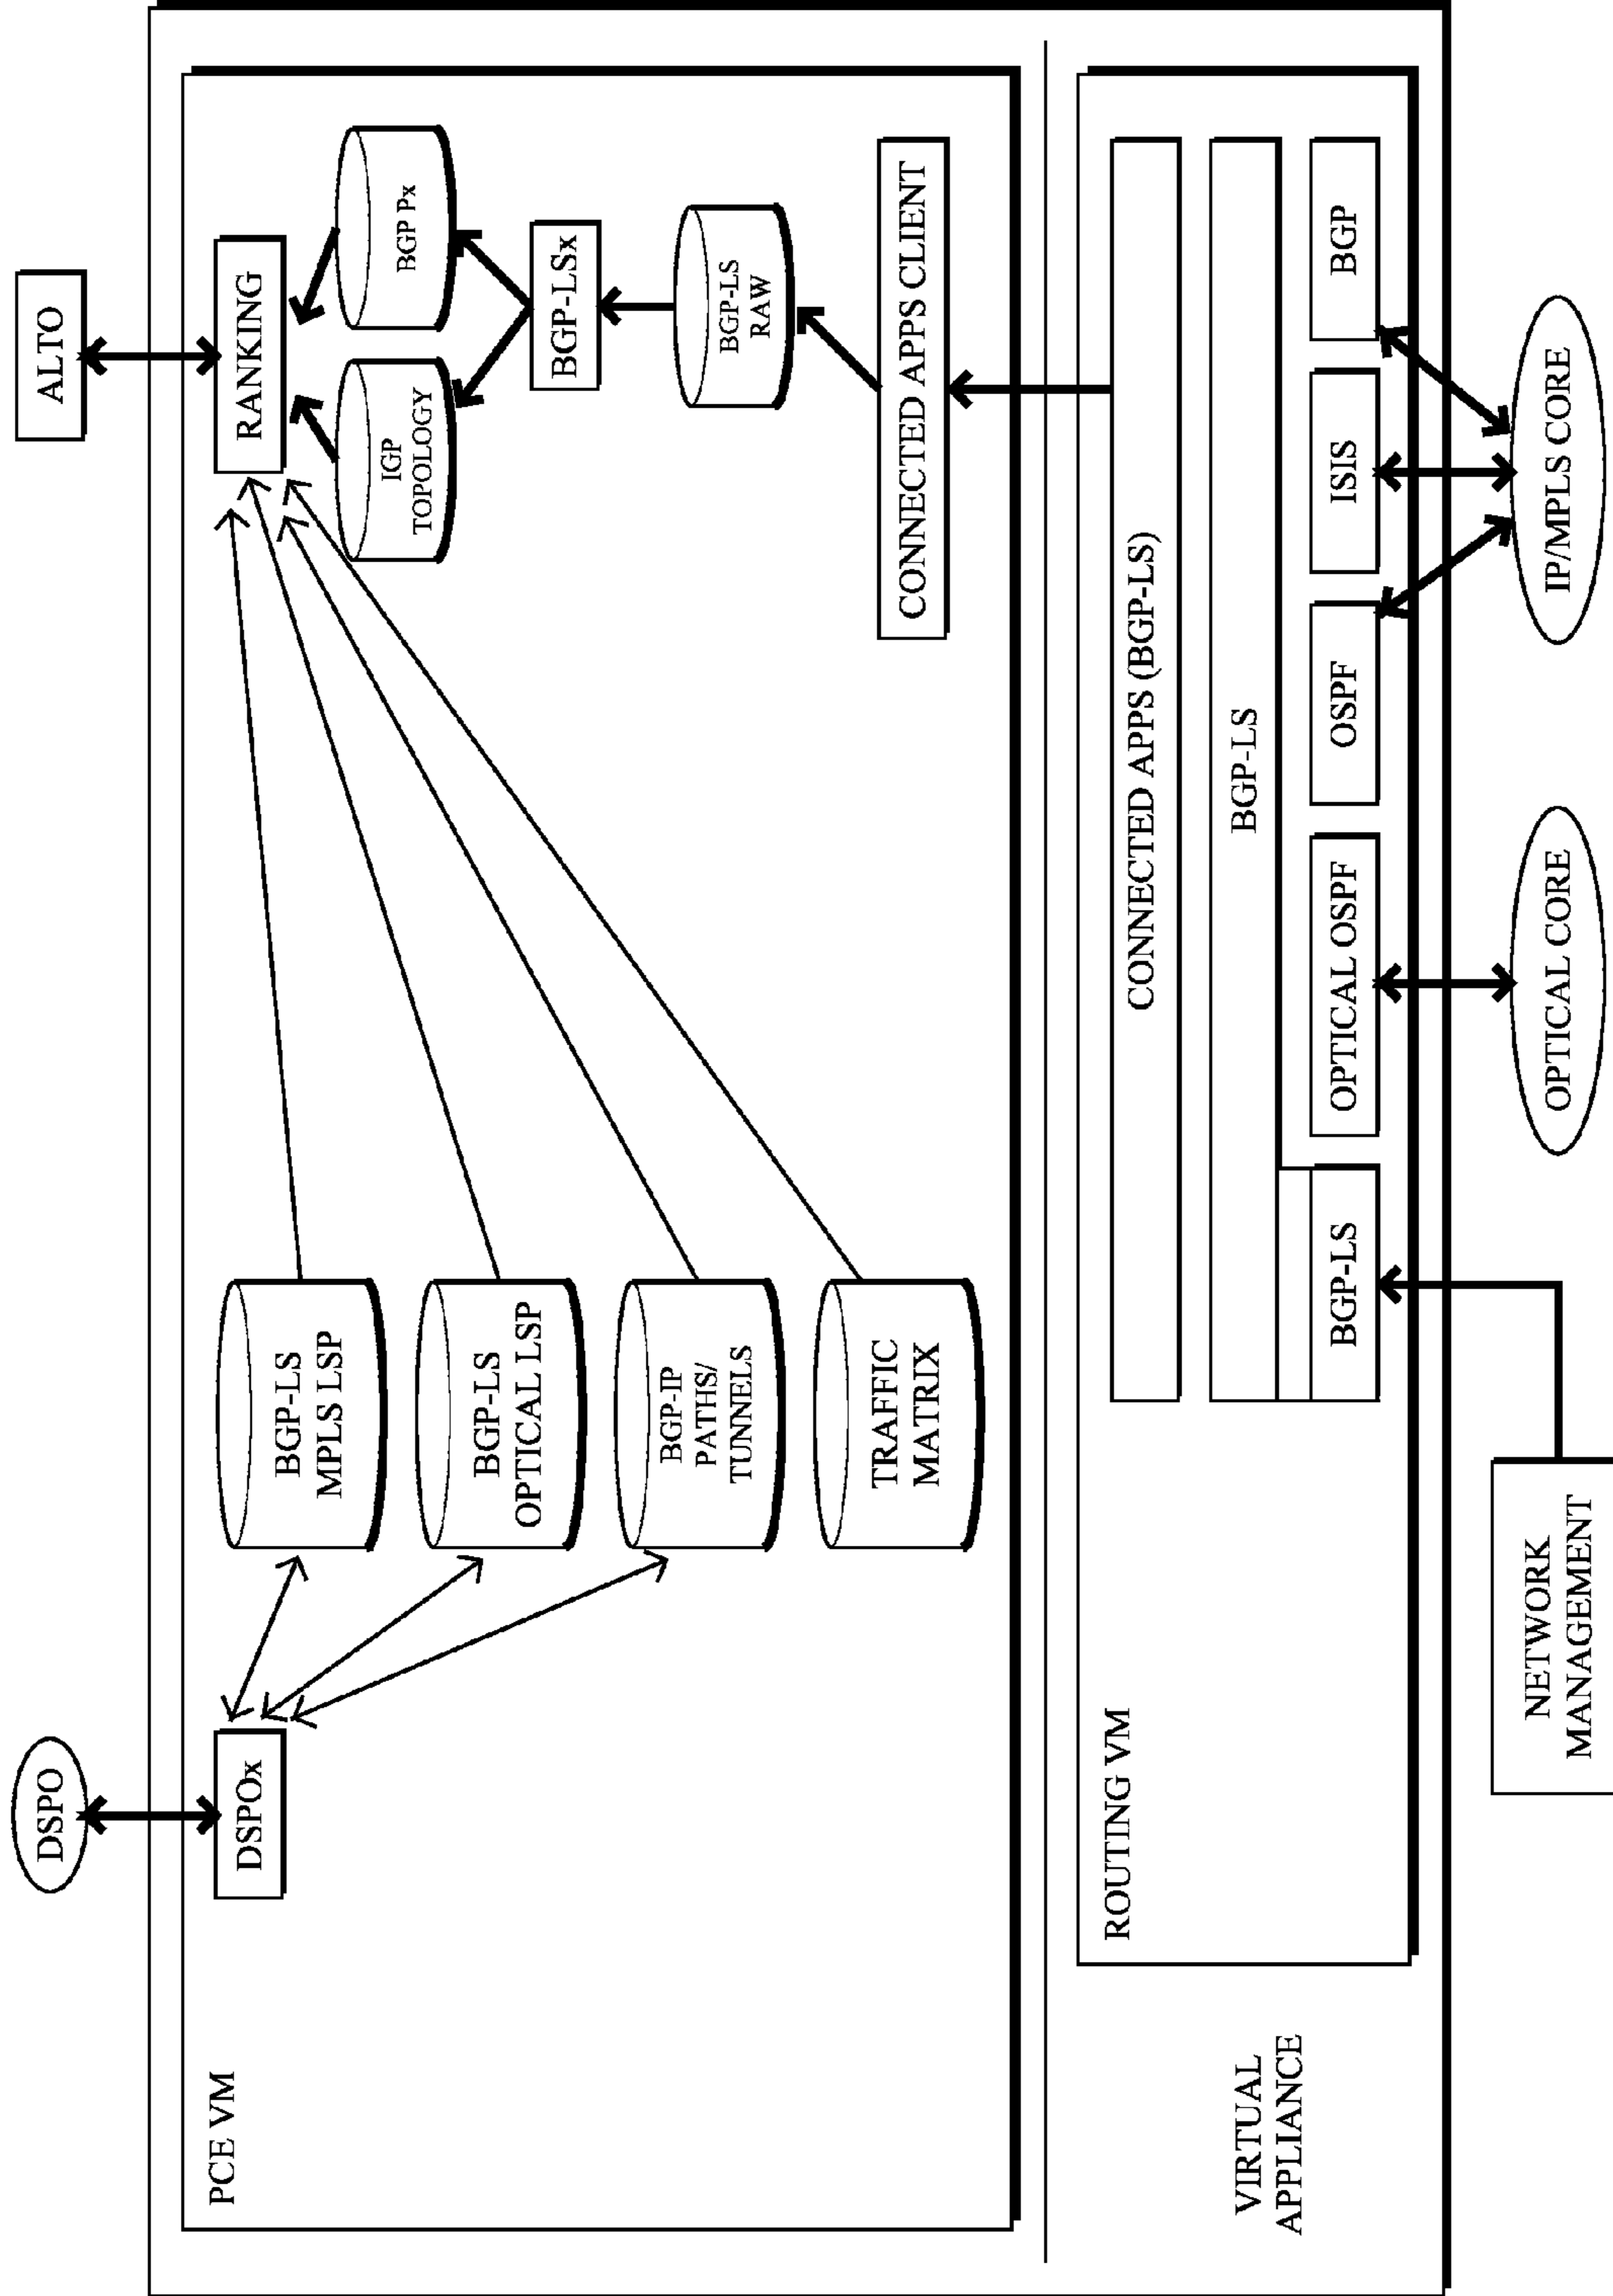 DSPO
ALTO
PCE VM
DSPOx
RANKING
BGP-LS
MPLS LSP
BGP-LS
OPTICAL LSP
BGP-IP
PATHS/
TUNNELS
TRAFFIC
MATRIX
IGP
TOPOLOGY
BGP Px
BGP-LSx
BGP-LS
RAW
CONNECTED APPS CLIENT
VIRTUAL
APPLIANCE
ROUTING VM
CONNECTED APPS (BGP-LS)
BGP-LS
BGP-LS
OPTICAL OSPF
OSPF
ISIS
BGP
NETWORK
MANAGEMENT
OPTICAL CORE
IP/MPLS CORE